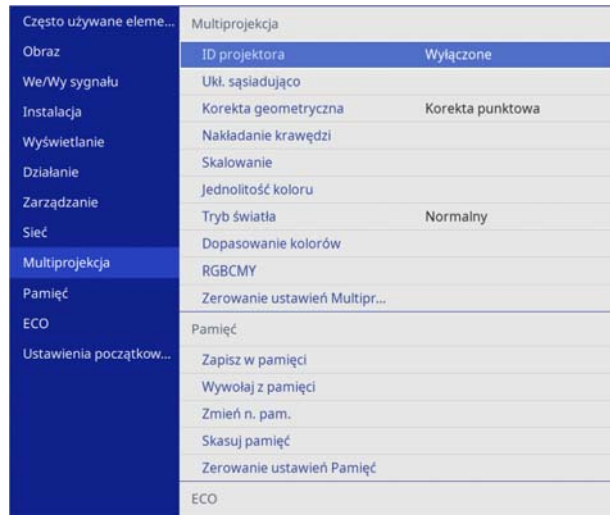 Często używane eleme...
Obraz
We/Wy sygnału
Instalacja
Wyświetlanie
Działanie
Zarządzanie
Sieć
Multiprojekcja
Pamięć
ECO
Ustawienia początkow...
Multiprojekcja
ID projektora Wyłączone
Ukł. sąsiadująco
Korekta geometryczna Korekta punktowa
Nakładanie krawędzi
Skalowanie
Jednolitość koloru
Tryb światła Normalny
Dopasowanie kolorów
RGBCMY
Zerowanie ustawień Multipr...
Pamięć
Zapisz w pamięci
Wywołaj z pamięci
Zmień n. pam.
Skasuj pamięć
Zerowanie ustawień Pamięć
ECO